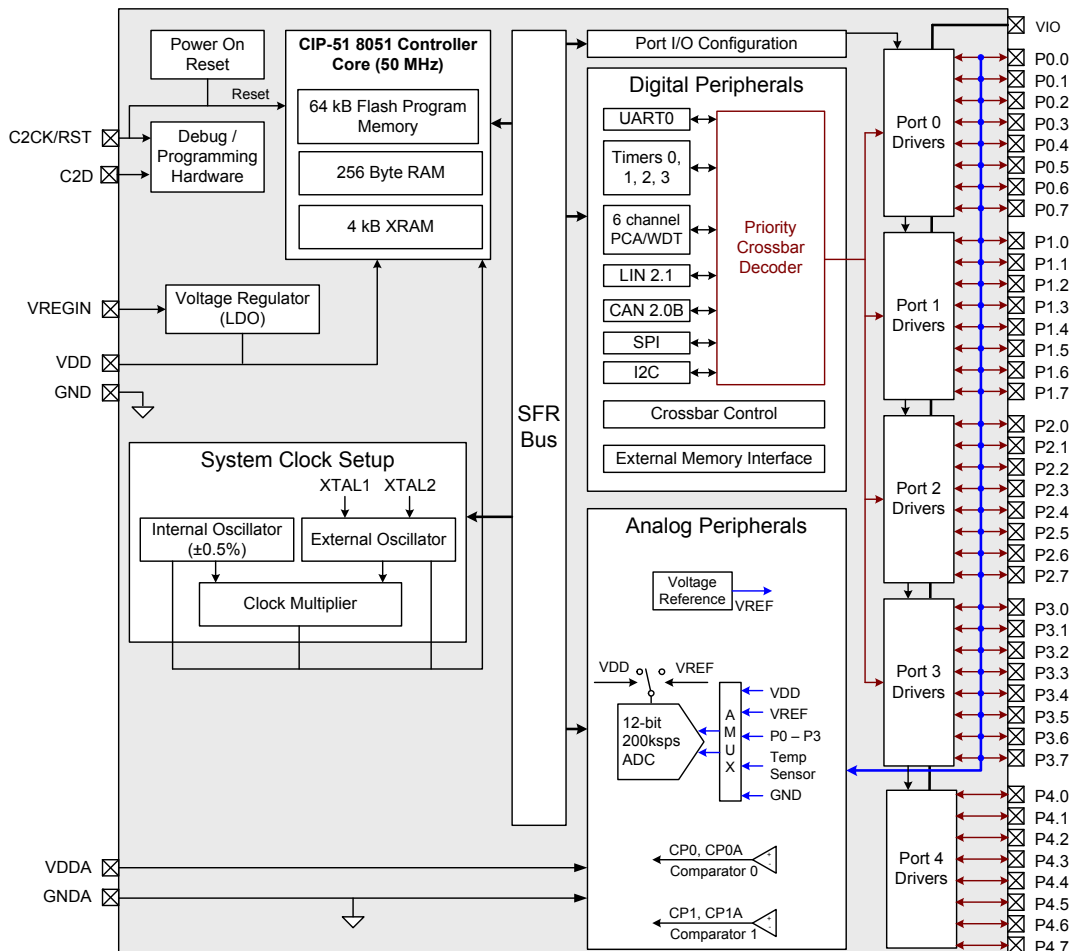 Power On
Reset
Reset
CIP-51 8051 Controller
Core (50 MHz)
64 kB Flash Program
Memory
256 Byte RAM
4 kB XRAM
C2CK/RST
C2D
Debug /
Programming
Hardware
VREGIN
Voltage Regulator
(LDO)
VDD
GND
System Clock Setup
XTAL1
XTAL2
Internal Oscillator
(±0.5%)
External Oscillator
Clock Multiplier
VDDA
GNDA
SFR
Bus
Port I/O Configuration
Digital Peripherals
UART0
Timers 0,
1, 2, 3
6 channel
PCA/WDT
LIN 2.1
CAN 2.0B
SPI
I2C
Priority
Crossbar
Decoder
Crossbar Control
External Memory Interface
Analog Peripherals
Voltage
Reference
VREF
VDD
VREF
12-bit
200ksps
ADC
A
M
U
X
VDD
VREF
P0 – P3
Temp
Sensor
GND
CP0, CP0A
Comparator 0
+
-
CP1, CP1A
Comparator 1
+
-
Port 0
Drivers
Port 1
Drivers
Port 2
Drivers
Port 3
Drivers
Port 4
Drivers
VIO
P0.0
P0.1
P0.2
P0.3
P0.4
P0.5
P0.6
P0.7
P1.0
P1.1
P1.2
P1.3
P1.4
P1.5
P1.6
P1.7
P2.0
P2.1
P2.2
P2.3
P2.4
P2.5
P2.6
P2.7
P3.0
P3.1
P3.2
P3.3
P3.4
P3.5
P3.6
P3.7
P4.0
P4.1
P4.2
P4.3
P4.4
P4.5
P4.6
P4.7